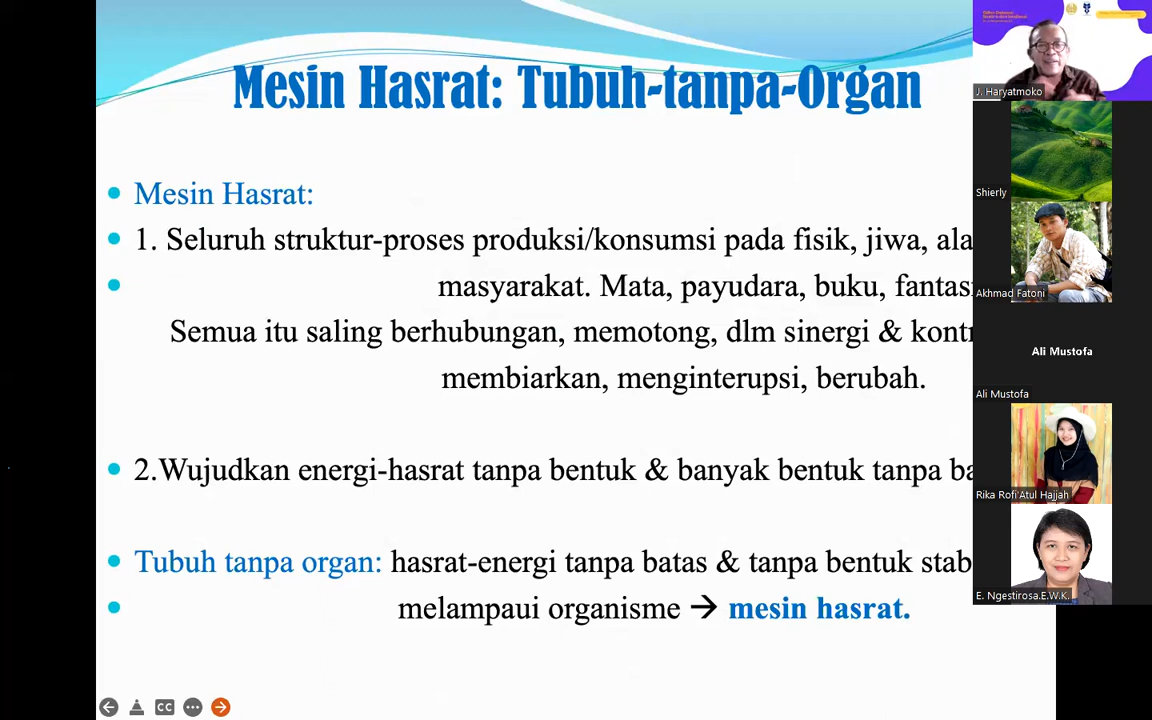 Mesin Hasrat: Tubuh-tanpa-Organ
Mesin Hasrat:
1. Seluruh struktur-proses produksi/konsumsi pada fisik, jiwa, ala
masyarakat. Mata, payudara, buku, fantas
Semua itu saling berhubungan, memotong, dlm sinergi & kont
membiarkan, menginterupsi, berubah.
2.Wujudkan energi-hasrat tanpa bentuk & banyak bentuk tanpa ba
Tubuh tanpa organ: hasrat-energi tanpa batas & tanpa bentuk stab
melampaui organisme → mesin hasrat.
CC
J. Haryatmoko
Shierly
Akhmad Fatoni
Ali Mustofa
Ali Mustofa
Rika Rofi'Atul Hajjah
E. Ngestirosa.E.W.K.